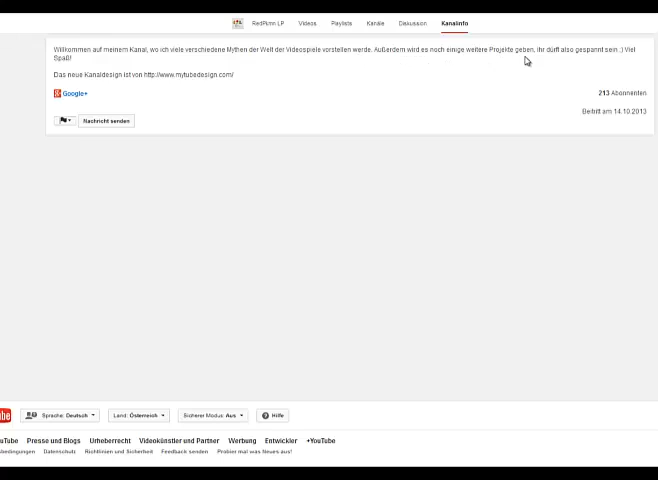 RedPunn LP Videos Playlists Kanäle Diskussion Kanalinfo
Willkommen auf meinem Kanal, wo ich viele verschiedene Mythen der Welt der Videospiele vorstellen werde. Außerdem wird es noch einige weitere Projekte geben, ihr dürft also gespannt sein ;) Viel
Spaß!
Das neue Kanaldesign ist von http://www.mytubedesign.com/
Google+
213 Abonnenten
Beitritt am 14.10.2013
Nachricht senden
Sprache: Deutsch Land: Österreich Sicherer Modus: Aus Hilfe
Presse und Blogs Urheberrecht Videokünstler und Partner Werbung Entwickler +YouTube
Datenschutz Richtlinien und Sicherheit Feedback senden Probier mal was Neues aus!